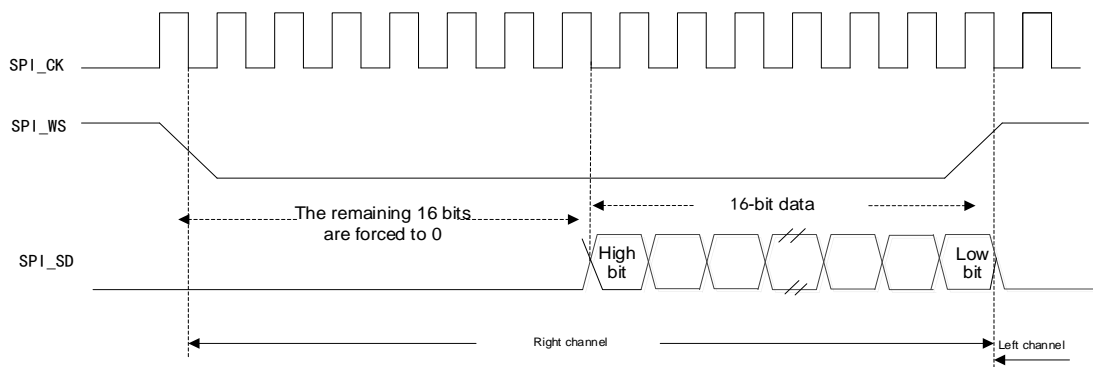 SPI_CK
SPI_WS
The remaining 16 bits
are forced to 0
16-bit data
SPI_SD
High
bit
Low
bit
Right channel
Left channel